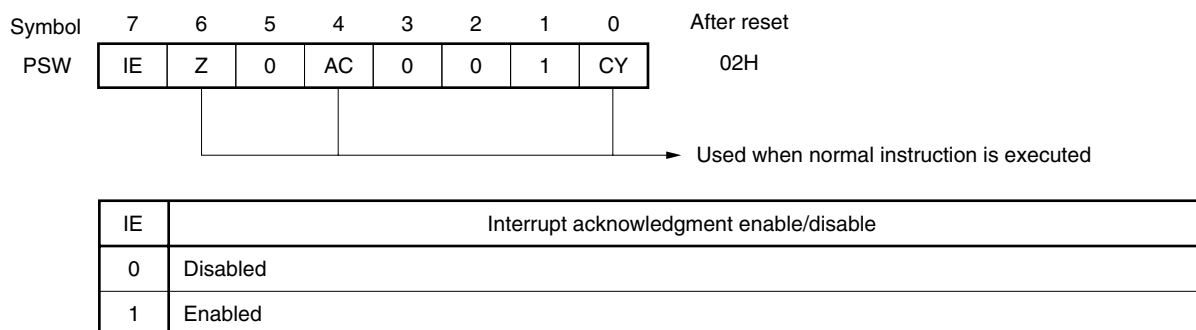 Symbol 7 6 5 4 3 2 1 0 After reset
PSW IE Z 0 AC 0 0 1 CY 02H
Used when normal instruction is executed
IE Interrupt acknowledgment enable/disable
0 Disabled
1 Enabled